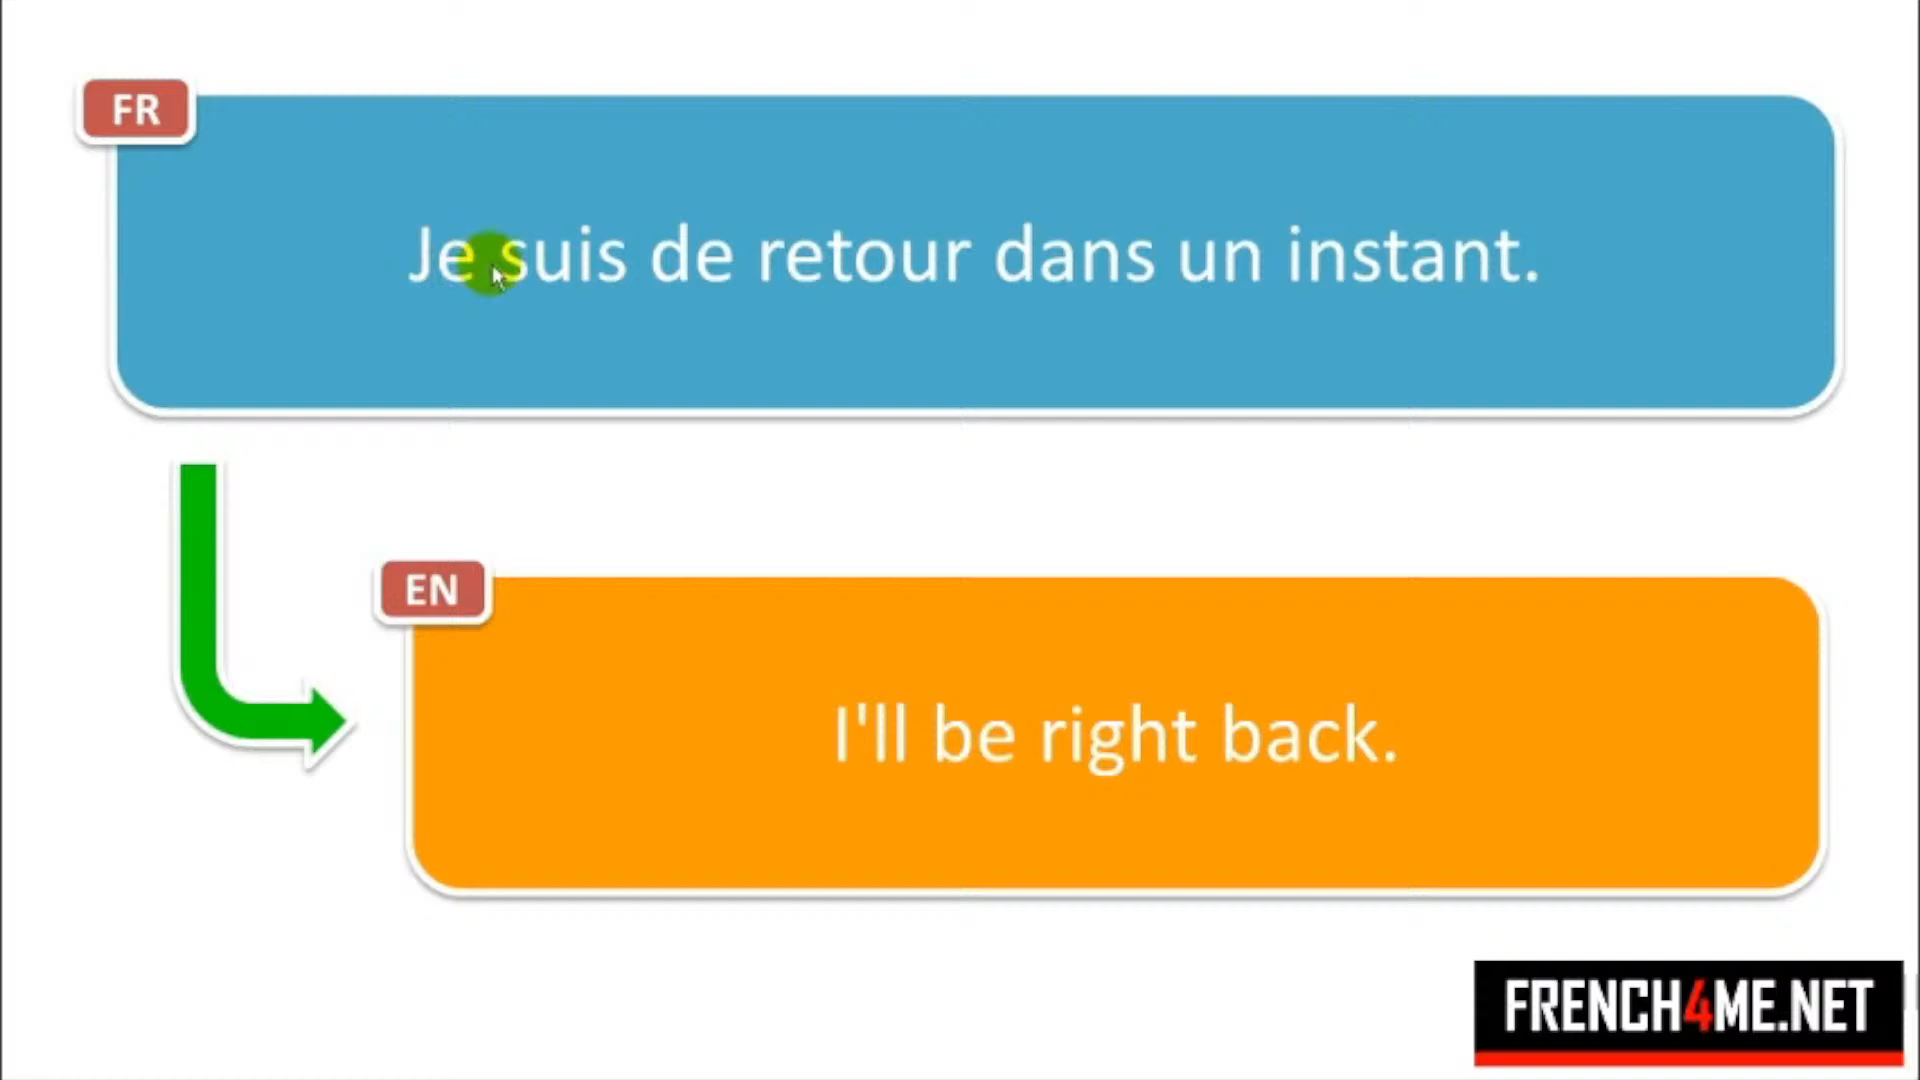 FR
Je suis de retour dans un instant.
EN
I'll be right back.
FRENCH4ME.NET